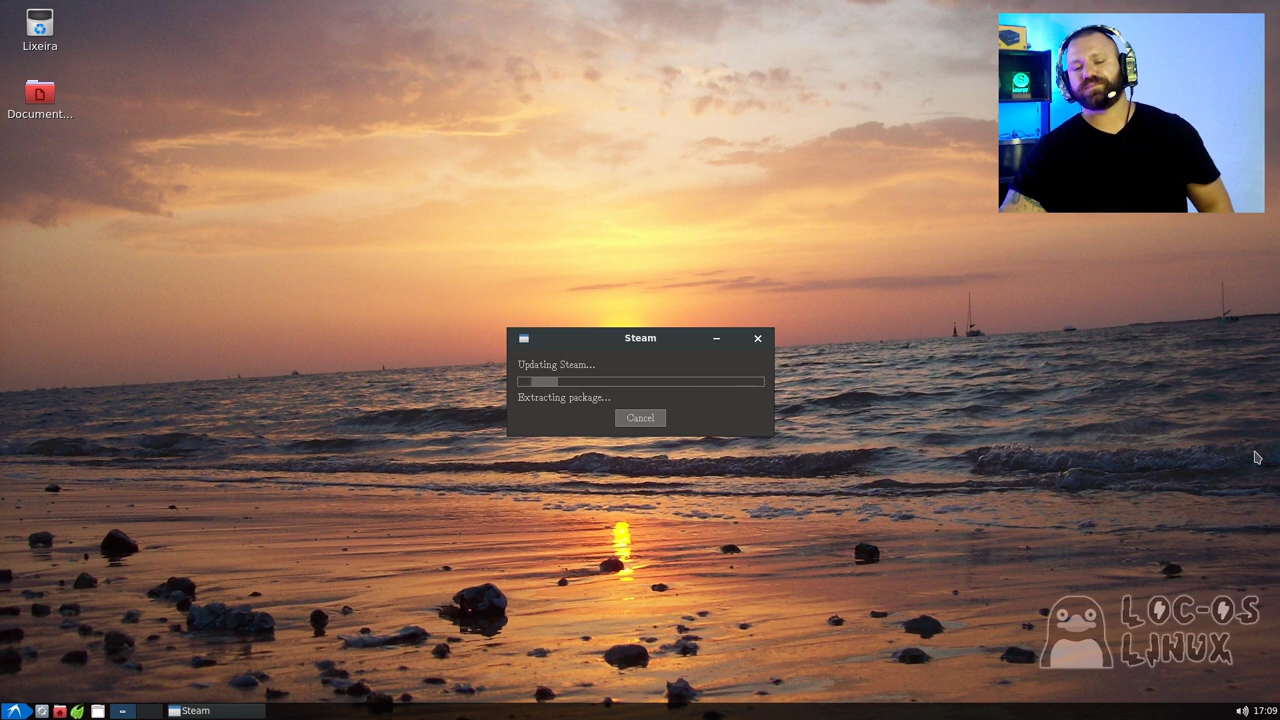 Lixeira
Document...
Steam
Updating Steam...
Extracting package...
Cancel
LOC-OS
LINUX
Steam
17:09